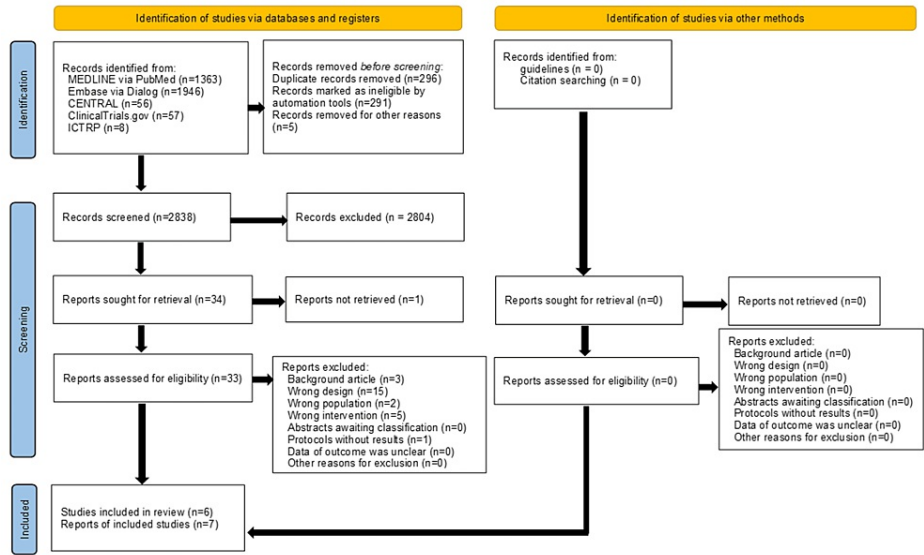 Identification of studies via databases and registers
Identification of studies via other methods
Identification
Records identified from:
MEDLINE via PubMed (n=1363)
Embase via Dialog (n=1946)
CENTRAL (n=56)
ClinicalTrials.gov (n=57)
ICTRP (n=8)
Records removed before screening:
Duplicate records removed (n=296)
Records marked as ineligible by
automation tools (n=291)
Records removed for other reasons
(n=5)
Records identified from:
guidelines (n = 0)
Citation searching (n = 0)
Screening
Records screened (n=2838)
Records excluded (n = 2804)
Reports sought for retrieval (n=34)
Reports not retrieved (n=1)
Reports sought for retrieval (n=0)
Reports not retrieved (n=0)
Reports assessed for eligibility (n=33)
Reports excluded:
Background article (n=3)
Wrong design (n=15)
Wrong population (n=2)
Wrong intervention (n=5)
Abstracts awaiting classification (n=0)
Protocols without results (n=1)
Data of outcome was unclear (n=0)
Other reasons for exclusion (n=0)
Reports assessed for eligibility (n=0)
Reports excluded:
Background article (n=0)
Wrong design (n=0)
Wrong population (n=0)
Wrong intervention (n=0)
Abstracts awaiting classification (n=0)
Protocols without results (n=0)
Data of outcome was unclear (n=0)
Other reasons for exclusion (n=0)
Included
Studies included in review (n=6)
Reports of included studies (n=7)